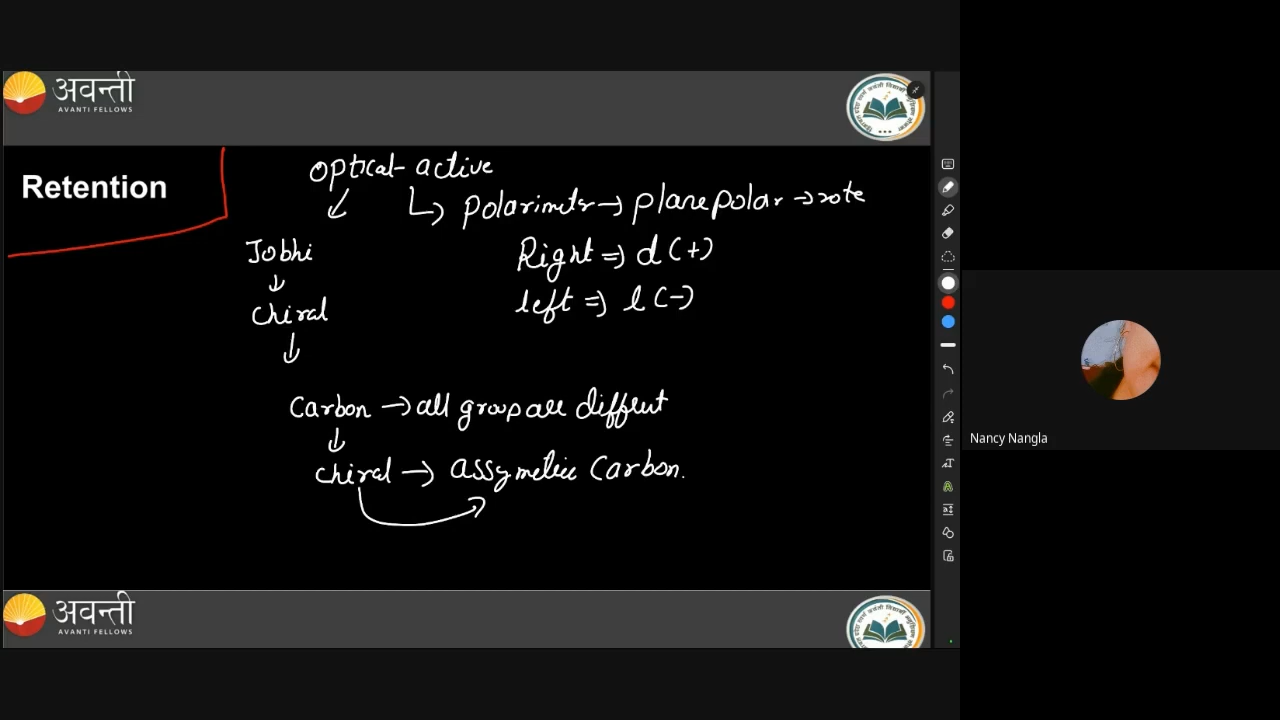 अवन्ती
AVANTI FELLOWS
Retention
Optical-active
Polarimeter → plane polar → rote
Jobhi
Right ⇒ d (+)
Chiral
left ⇒ l (-)
Carbon → all group are diffent
Chiral → assymetric Carbon.
Nancy Nangla
अवन्ती
AVANTI FELLOWS